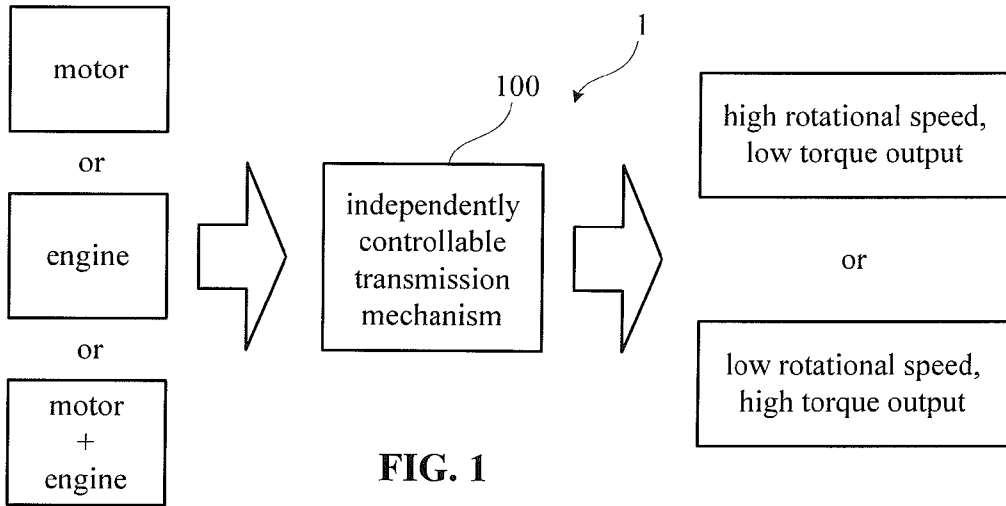 motor
or
engine
or
motor
+
engine
100
1
independently
controllable
transmission
mechanism
high rotational speed,
low torque output
or
low rotational speed,
high torque output
FIG. 1